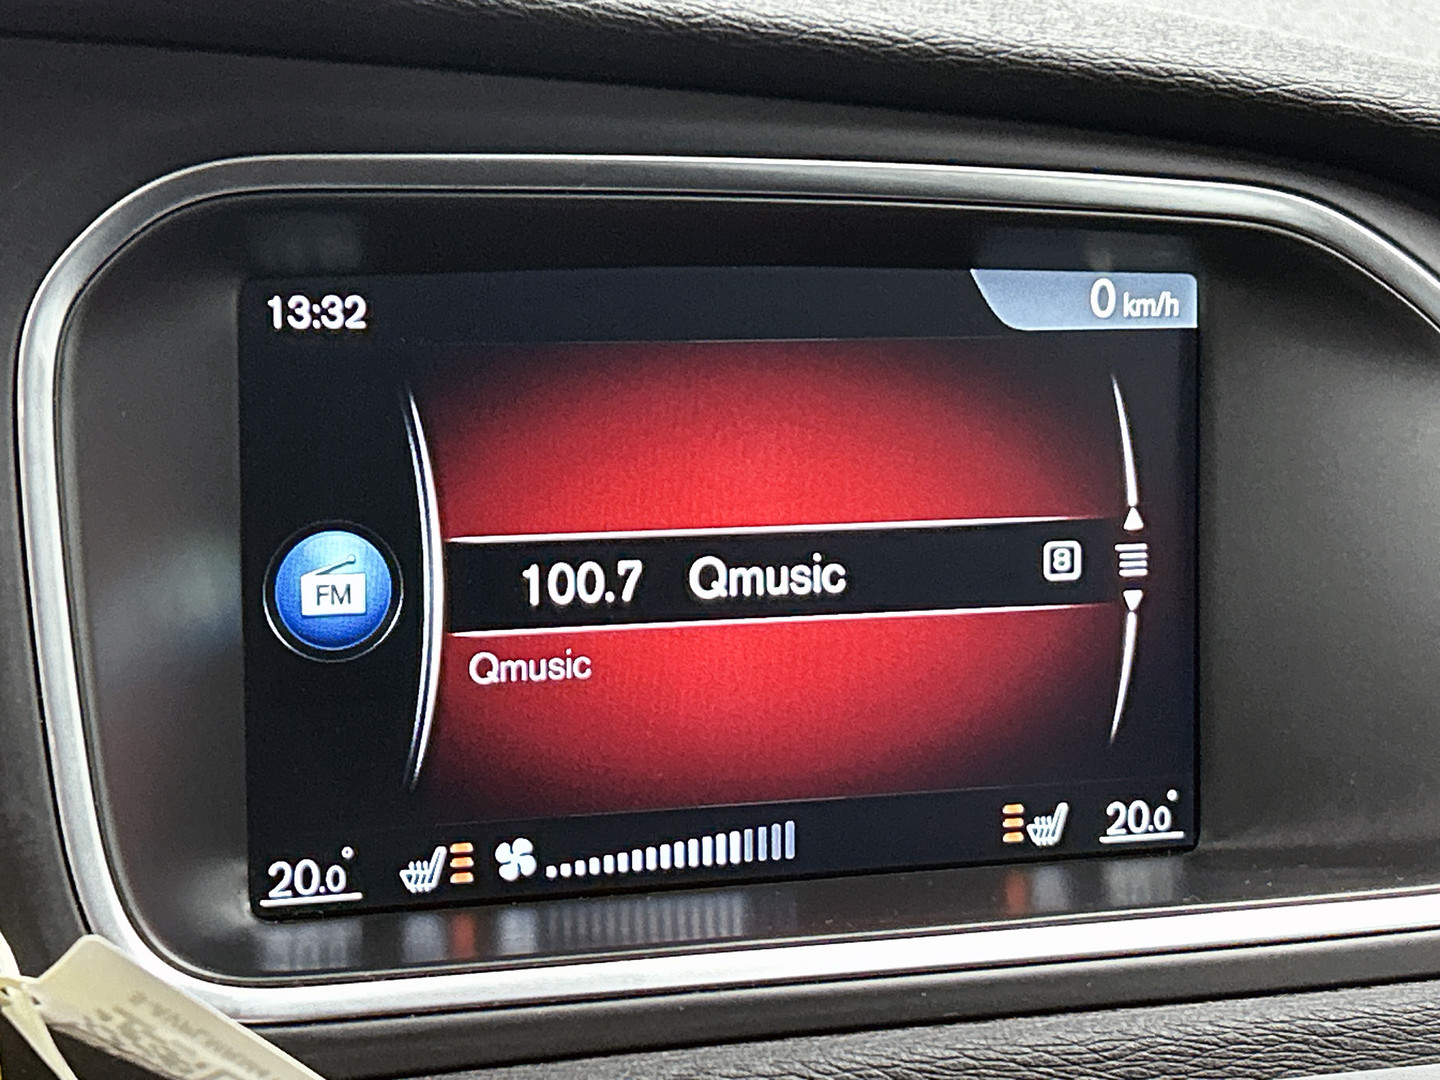 13:32
0 km/h
FM
100.7 Qmusic 8
Qmusic
20.0° 20.0°